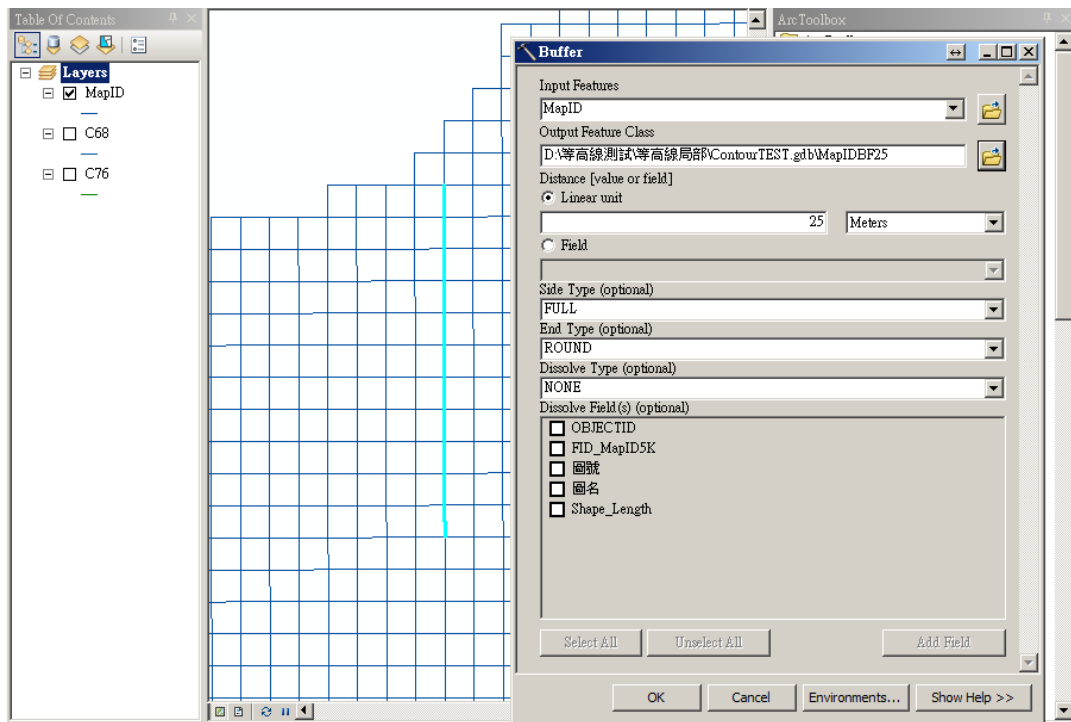 Table Of Contents
Layers
MapID
C68
C76
ArcToolbox
Buffer
Input Features
MapID
Output Feature Class
D:\等高線測試\等高線局部\ContourTEST.gdb\MapIDBF25
Distance [value or field]
Linear unit
25
Meters
Field
Side Type (optional)
FULL
End Type (optional)
ROUND
Dissolve Type (optional)
NONE
Dissolve Field(s) (optional)
OBJECTID
FID_MapID5K
圖號
圖名
Shape_Length
Select All
Unselect All
Add Field
OK
Cancel
Environments...
Show Help >>